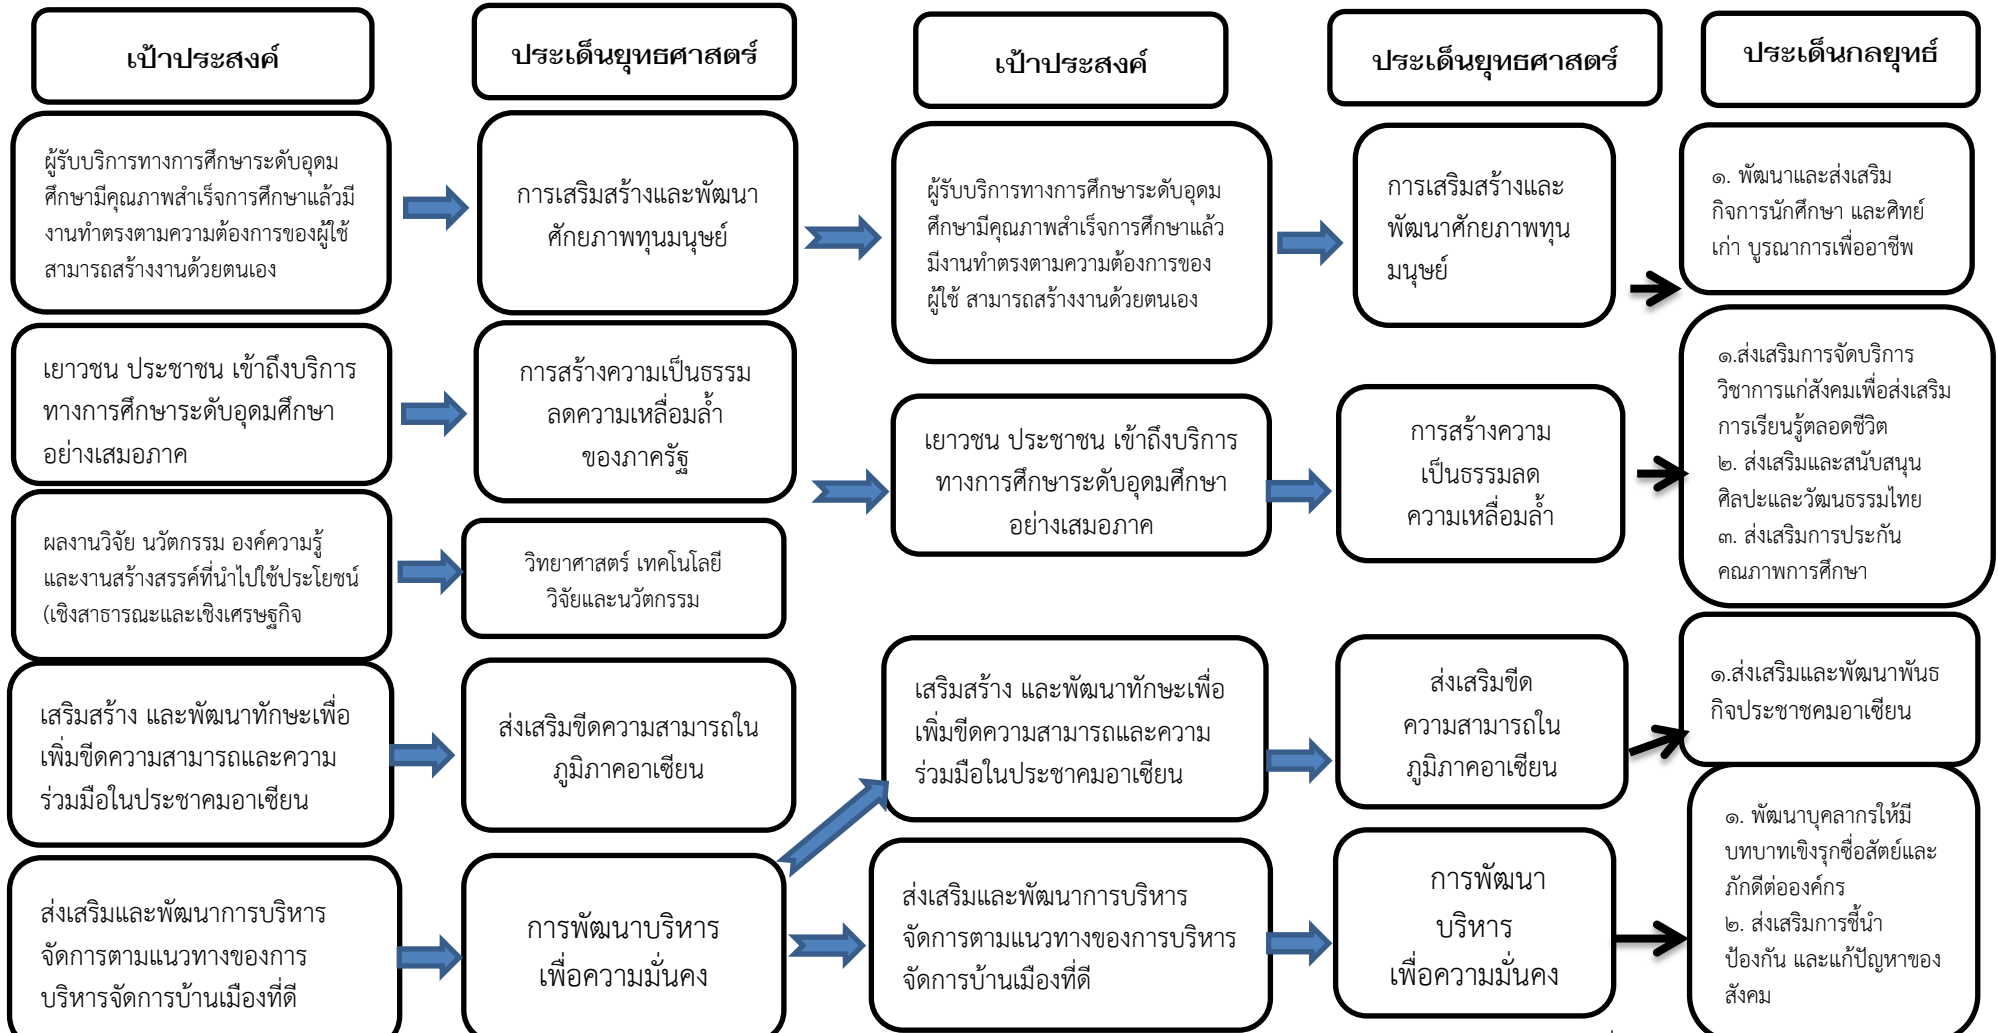 เป้าประสงค์
ประเด็นยุทธศาสตร์
เป้าประสงค์
ประเด็นยุทธศาสตร์
ประเด็นกลยุทธ์
ผู้รับบริการทางการศึกษาระดับอุดม
ศึกษามีคุณภาพสำเร็จการศึกษาแล้วมี
งานทำตรงตามความต้องการของผู้ใช้
สามารถสร้างงานด้วยตนเอง
การเสริมสร้างและพัฒนา
ศักยภาพทุนมนุษย์
ผู้รับบริการทางการศึกษาระดับอุดม
ศึกษามีคุณภาพสำเร็จการศึกษาแล้ว
มีงานทำตรงตามความต้องการของ
ผู้ใช้ สามารถสร้างงานด้วยตนเอง
การเสริมสร้างและ
พัฒนาศักยภาพทุน
มนุษย์
๑. พัฒนาและส่งเสริม
กิจการนักศึกษา และศิทย์
เก่า บูรณาการเพื่ออาชีพ
เยาวชน ประชาชน เข้าถึงบริการ
ทางการศึกษาระดับอุดมศึกษา
อย่างเสมอภาค
การสร้างความเป็นธรรม
ลดความเหลื่อมล้ำ
ของภาครัฐ
เยาวชน ประชาชน เข้าถึงบริการ
ทางการศึกษาระดับอุดมศึกษา
อย่างเสมอภาค
การสร้างความ
เป็นธรรมลด
ความเหลื่อมล้ำ
๑.ส่งเสริมการจัดบริการ
วิชาการแก่สังคมเพื่อส่งเสริม
การเรียนรู้ตลอดชีวิต
๒. ส่งเสริมและสนับสนุน
ศิลปะและวัฒนธรรมไทย
๓. ส่งเสริมการประกัน
คณภาพการศึกษา
ผลงานวิจัย นวัตกรรม องค์ความรู้
และงานสร้างสรรค์ที่นำไปใช้ประโยชน์
(เชิงสาธารณะและเชิงเศรษฐกิจ
วิทยาศาสตร์ เทคโนโลยี
วิจัยและนวัตกรรม
เสริมสร้าง และพัฒนาทักษะเพื่อ
เพิ่มขีดความสามารถและความ
ร่วมมือในประชาคมอาเซียน
ส่งเสริมขีดความสามารถใน
ภูมิภาคอาเซียน
เสริมสร้าง และพัฒนาทักษะเพื่อ
เพิ่มขีดความสามารถและความ
ร่วมมือในประชาคมอาเซียน
ส่งเสริมขีด
ความสามารถใน
ภูมิภาคอาเซียน
๑.ส่งเสริมและพัฒนาพันธ
กิจประชาชคมอาเซียน
ส่งเสริมและพัฒนาการบริหาร
จัดการตามแนวทางของการ
บริหารจัดการบ้านเมืองที่ดี
การพัฒนาบริหาร
เพื่อความมั่นคง
ส่งเสริมและพัฒนาการบริหาร
จัดการตามแนวทางของการบริหาร
จัดการบ้านเมืองที่ดี
การพัฒนา
บริหาร
เพื่อความมั่นคง
๑. พัฒนาบุคลากรให้มี
บทบาทเชิงรุกซื่อสัตย์และ
ภักดีต่อองค์กร
๒. ส่งเสริมการชี้นำ
ป้องกัน และแก้ปัญหาของ
สังคม